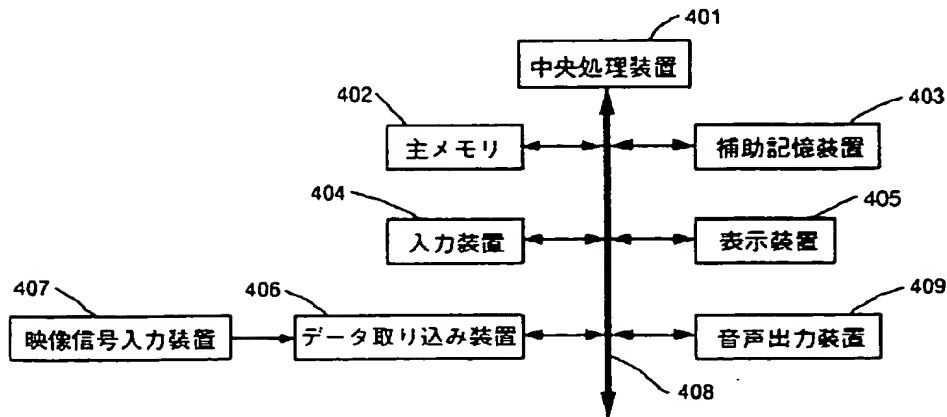 401
中央処理装置
402
403
主メモリ
補助記憶装置
404
405
入力装置
表示装置
407
406
409
映像信号入力装置
データ取り込み装置
音声出力装置
408